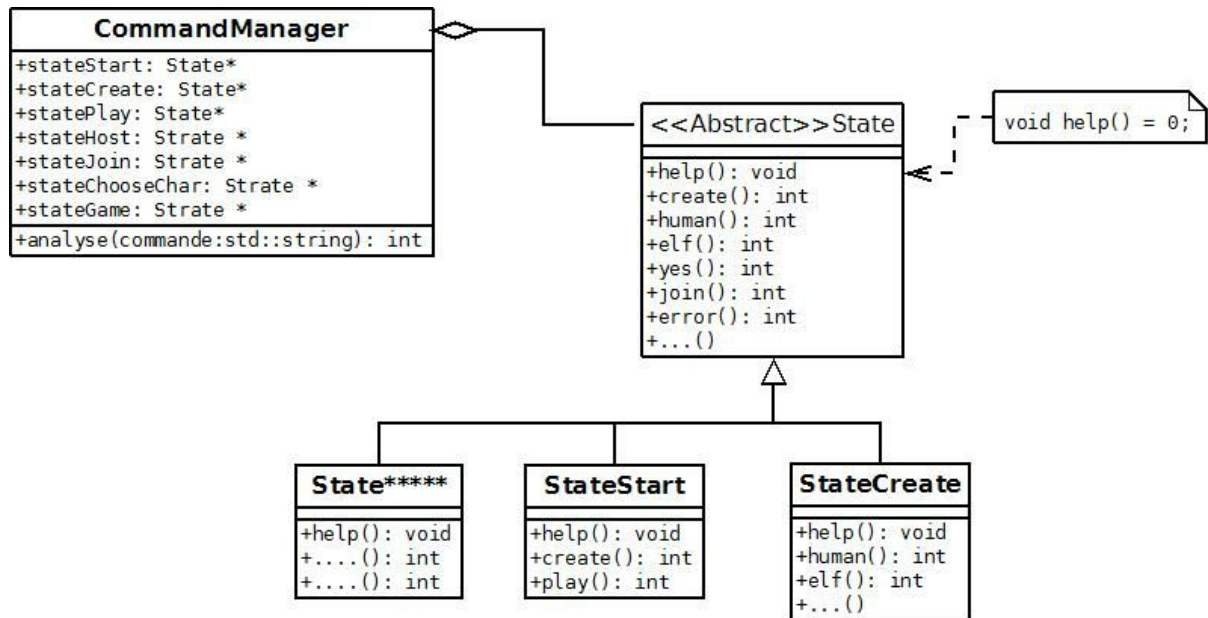 CommandManager
+stateStart: State*
+stateCreate: State*
+statePlay: State*
+stateHost: Strate *
+stateJoin: Strate *
+stateChooseChar: Strate *
+stateGame: Strate *
+analyse(commande:std::string): int
<<Abstract>>State
+help(): void
+create(): int
+human(): int
+elf(): int
+yes(): int
+join(): int
+error(): int
+...()
void help() = 0;
State*****
+help(): void
+....(): int
+....(): int
StateStart
+help(): void
+create(): int
+play(): int
StateCreate
+help(): void
+human(): int
+elf(): int
+...()